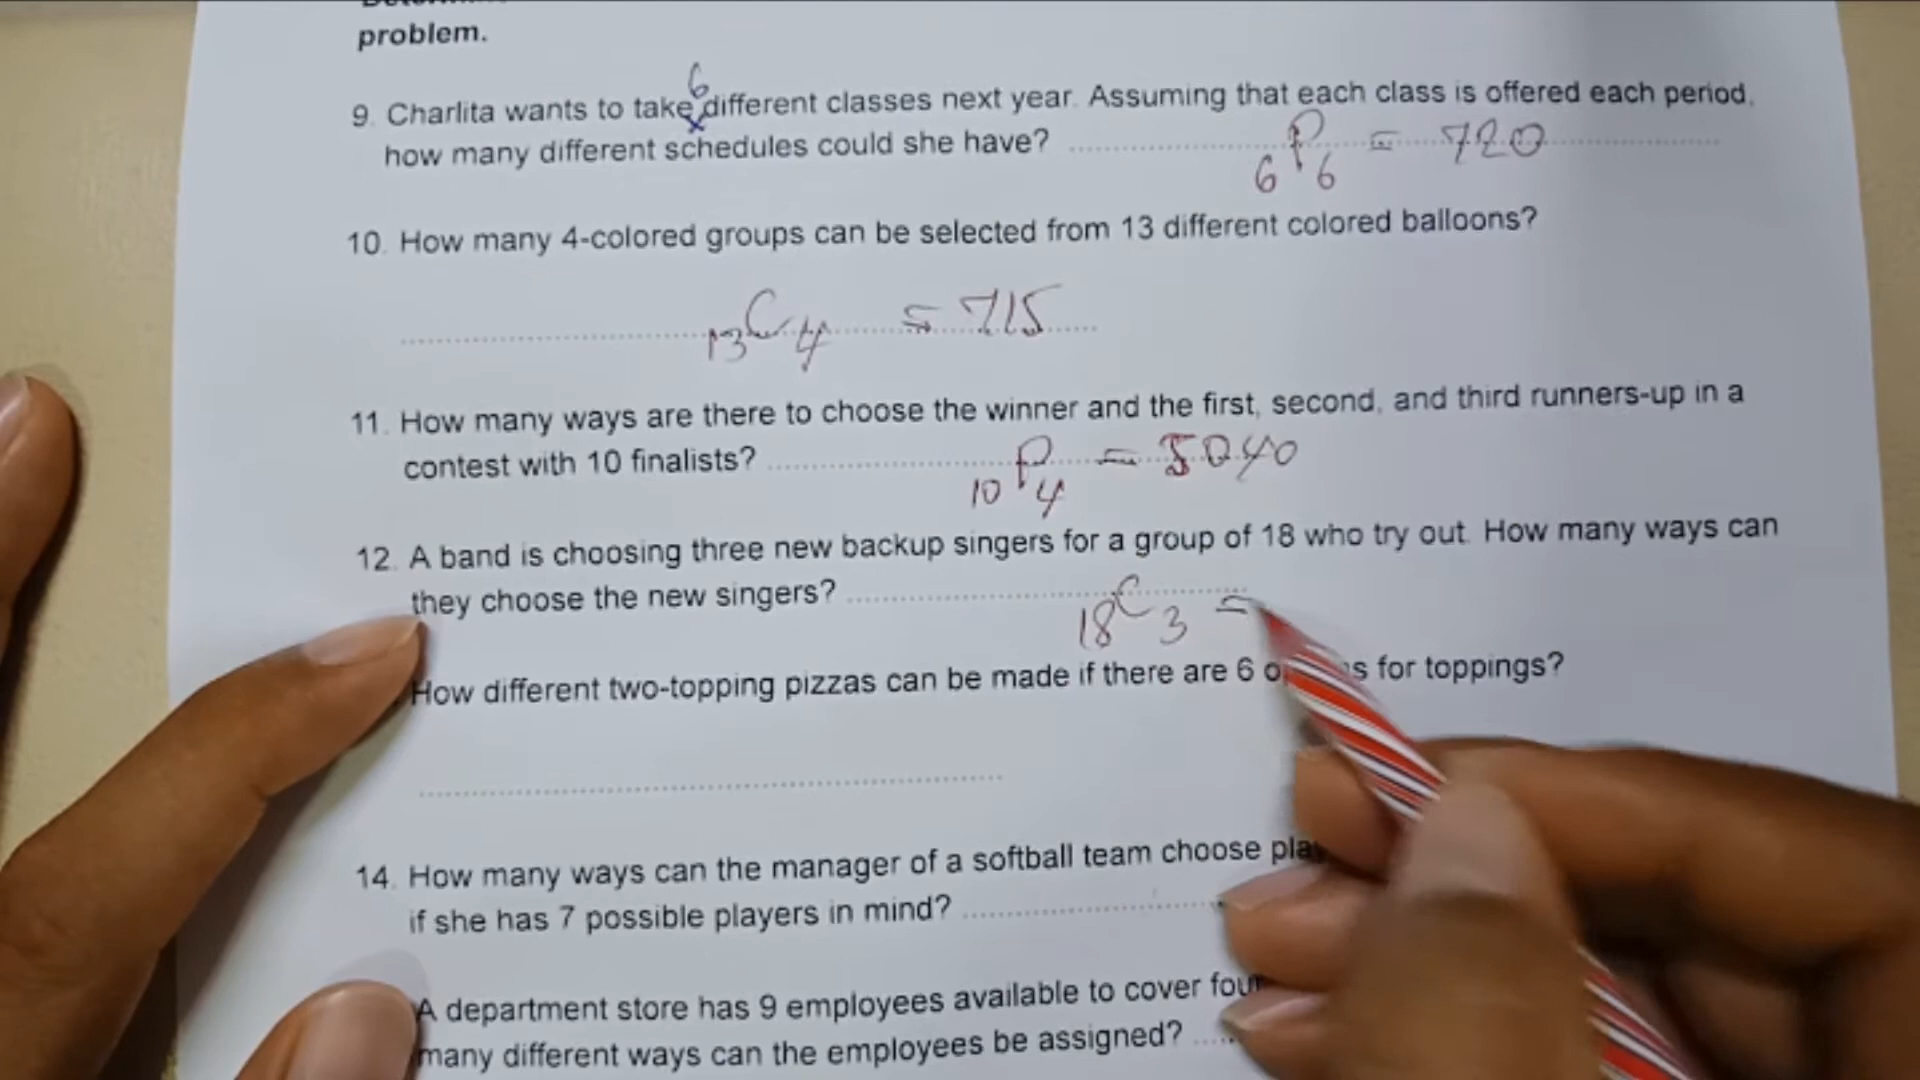 problem.
6
9. Charlita wants to take different classes next year. Assuming that each class is offered each period,
how many different schedules could she have? 6P6 = 720
10. How many 4-colored groups can be selected from 13 different colored balloons?
13C4 = 715
11. How many ways are there to choose the winner and the first, second, and third runners-up in a
contest with 10 finalists? 10P4 = 5040
12. A band is choosing three new backup singers for a group of 18 who try out. How many ways can
they choose the new singers? 18C3 =
How different two-topping pizzas can be made if there are 6 for toppings?
14. How many ways can the manager of a softball team choose
if she has 7 possible players in mind?
A department store has 9 employees available to cover four
many different ways can the employees be assigned?